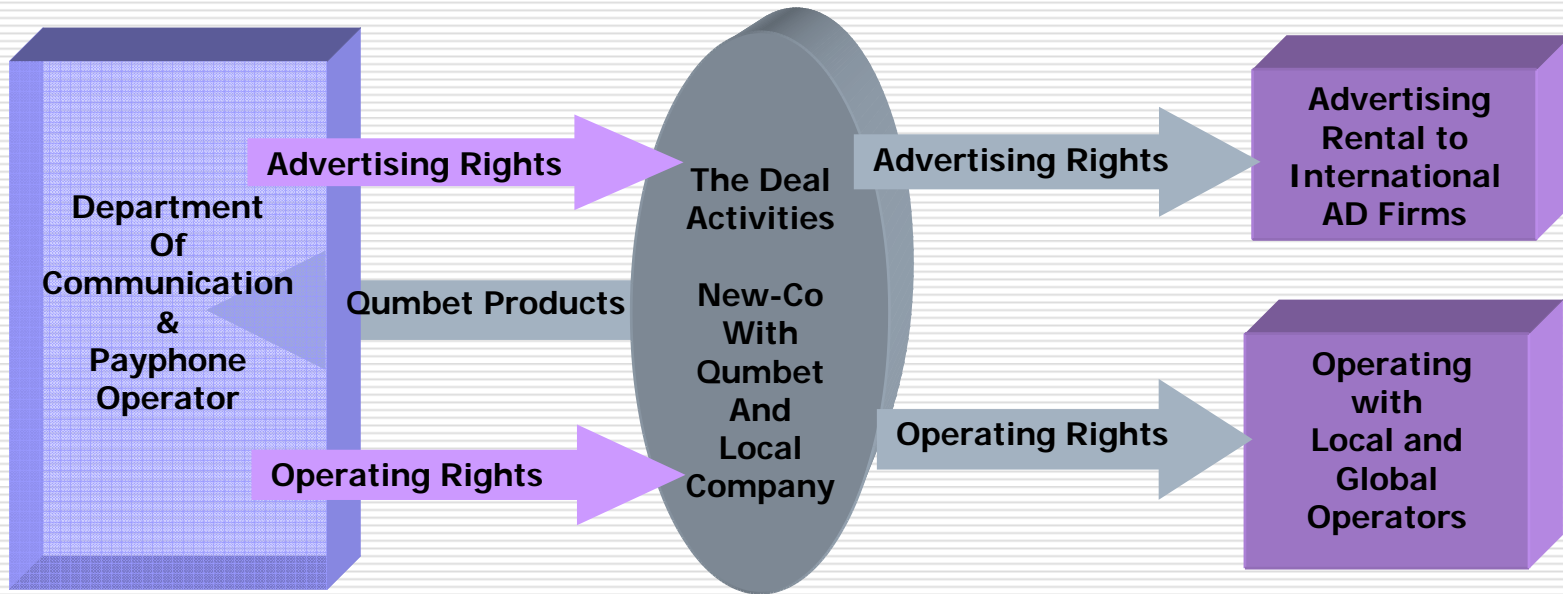 Department
Of
Communication
&
Payphone
Operator
Advertising Rights
Qumbet Products
Operating Rights
The Deal
Activities
New-Co
With
Qumbet
And
Local
Company
Advertising Rights
Operating Rights
Advertising
Rental to
International
AD Firms
Operating
with
Local and
Global
Operators